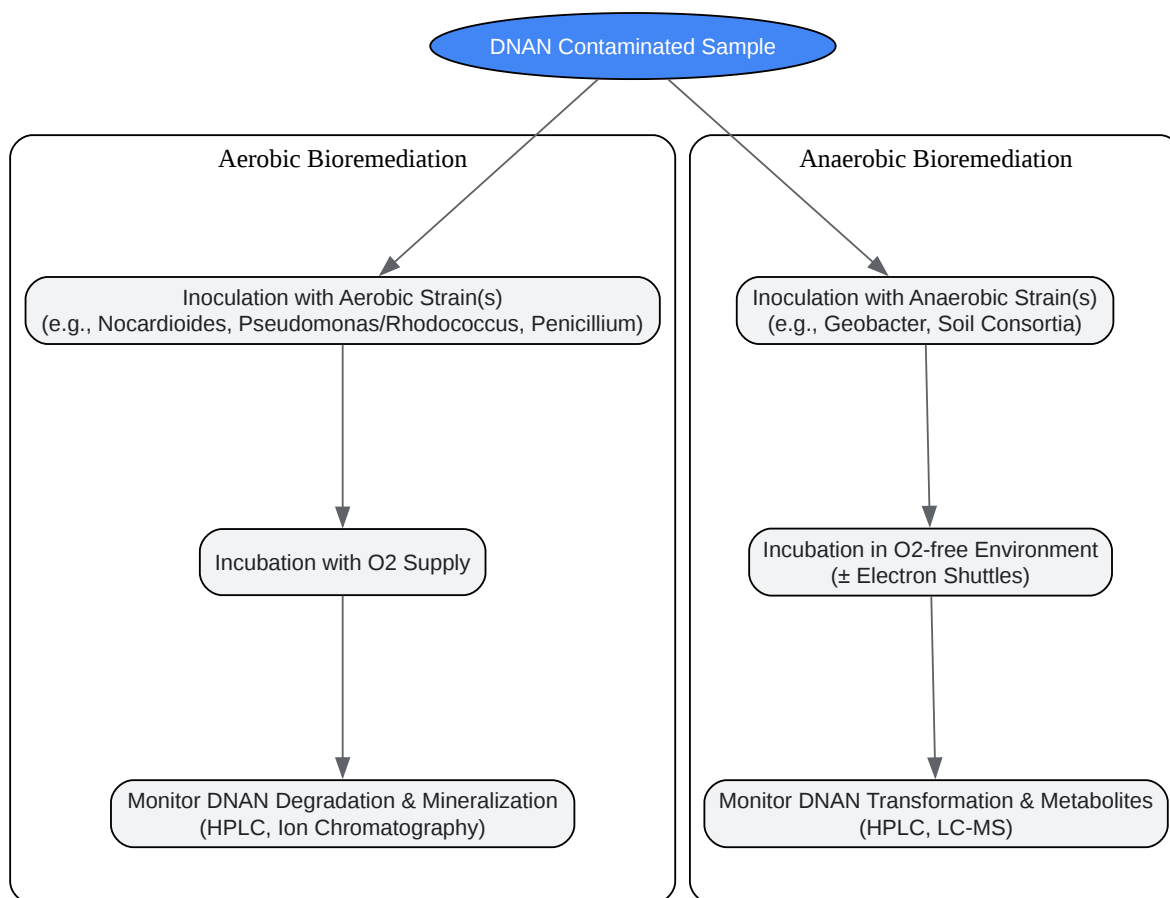 DNAN Contaminated Sample
Aerobic Bioremediation
Inoculation with Aerobic Strain(s)
(e.g., Nocardioides, Pseudomonas/Rhodococcus, Penicillium)
Incubation with O2 Supply
Monitor DNAN Degradation & Mineralization
(HPLC, Ion Chromatography)
Anaerobic Bioremediation
Inoculation with Anaerobic Strain(s)
(e.g., Geobacter, Soil Consortia)
Incubation in O2-free Environment
(± Electron Shuttles)
Monitor DNAN Transformation & Metabolites
(HPLC, LC-MS)